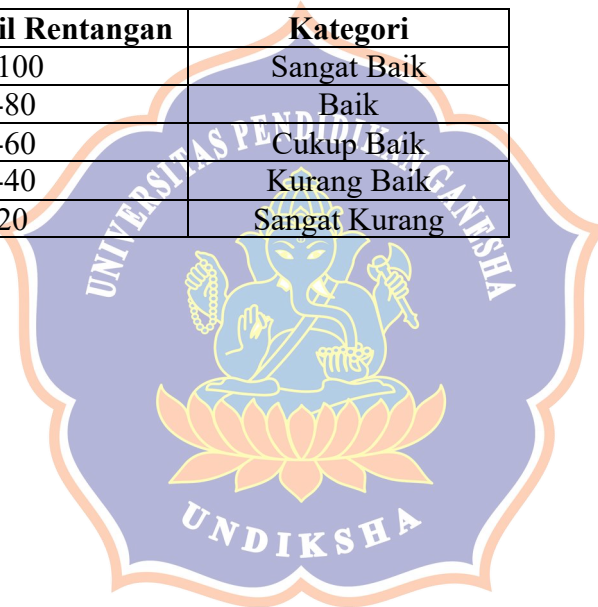 il Rentangan Kategori
100 Sangat Baik
-80 Baik
-60 Cukup Baik
-40 Kurang Baik
20 Sangat Kurang
UNIVERSITAS PENDIDIKAN GANESHA
UNDIKSHA